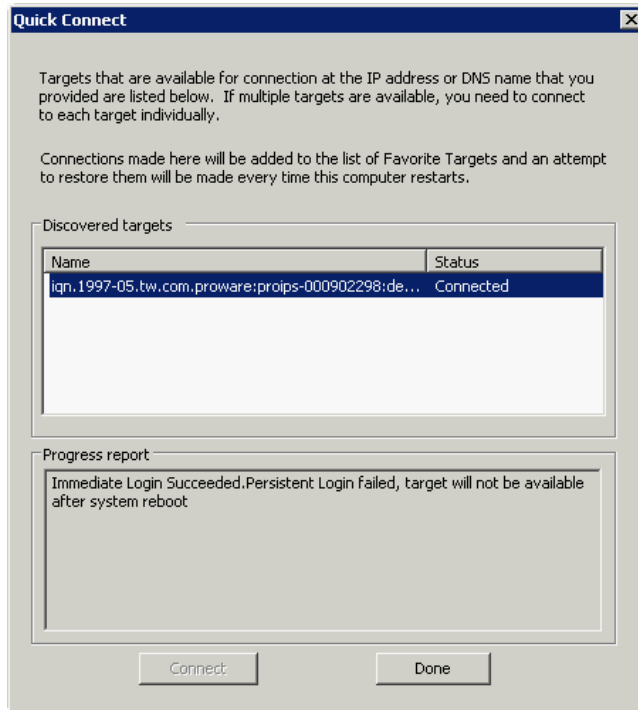 Quick Connect
Targets that are available for connection at the IP address or DNS name that you
provided are listed below. If multiple targets are available, you need to connect
to each target individually.
Connections made here will be added to the list of Favorite Targets and an attempt
to restore them will be made every time this computer restarts.
Discovered targets
Name Status
iqn.1997-05.tw.com.proware:proips-000902298:de... Connected
Progress report
Immediate Login Succeeded.Persistent Login failed, target will not be available
after system reboot
Connect Done